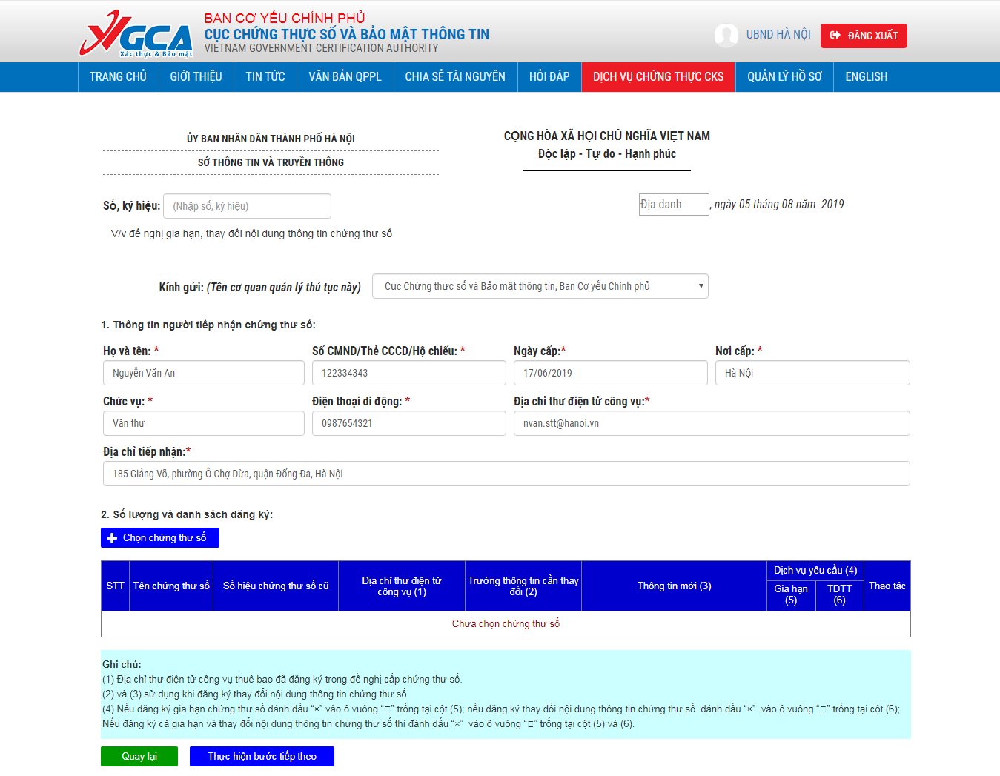 VGCA
Xác thực & Bảo mật
BAN CƠ YẾU CHÍNH PHỦ
CỤC CHỨNG THỰC SỐ VÀ BẢO MẬT THÔNG TIN
VIETNAM GOVERNMENT CERTIFICATION AUTHORITY
UBND HÀ NỘI
ĐĂNG XUẤT
TRANG CHỦ GIỚI THIỆU TIN TỨC VĂN BẢN QPPL CHIA SẺ TÀI NGUYÊN HỎI ĐÁP DỊCH VỤ CHỨNG THỰC CKS QUẢN LÝ HỒ SƠ ENGLISH
ỦY BAN NHÂN DÂN THÀNH PHỐ HÀ NỘI
SỞ THÔNG TIN VÀ TRUYỀN THÔNG
CỘNG HÒA XÃ HỘI CHỦ NGHĨA VIỆT NAM
Độc lập - Tự do - Hạnh phúc
Số, ký hiệu: (Nhập số, ký hiệu)
Địa danh, ngày 05 tháng 08 năm 2019
V/v đề nghị gia hạn, thay đổi nội dung thông tin chứng thư số
Kính gửi: (Tên cơ quan quản lý thủ tục này) Cục Chứng thực số và Bảo mật thông tin, Ban Cơ yếu Chính phủ
1. Thông tin người tiếp nhận chứng thư số:
Họ và tên: * Số CMND/Thẻ CCCD/Hộ chiếu: * Ngày cấp:* Nơi cấp: *
Nguyễn Văn An 122334343 17/06/2019 Hà Nội
Chức vụ: * Điện thoại di động: * Địa chỉ thư điện tử công vụ:*
Văn thư 0987654321 nvan.stt@hanoi.vn
Địa chỉ tiếp nhận:*
185 Giảng Võ, phường Ô Chợ Dừa, quận Đống Đa, Hà Nội
2. Số lượng và danh sách đăng ký:
Chọn chứng thư số
STT Tên chứng thư số Số hiệu chứng thư số cũ Địa chỉ thư điện tử công vụ (1) Trường thông tin cần thay đổi (2) Thông tin mới (3) Dịch vụ yêu cầu (4) Gia hạn (5) TĐTT (6) Thao tác
Chưa chọn chứng thư số
Ghi chú:
(1) Địa chỉ thư điện tử công vụ thuê bao đã đăng ký trong đề nghị cấp chứng thư số.
(2) và (3) sử dụng khi đăng ký thay đổi nội dung thông tin chứng thư số.
(4) Nếu đăng ký gia hạn chứng thư số đánh dấu “×” vào ô vuông “□” trống tại cột (5); nếu đăng ký thay đổi nội dung thông tin chứng thư số đánh dấu “×” vào ô vuông “□” trống tại cột (6);
Nếu đăng ký cả gia hạn và thay đổi nội dung thông tin chứng thư số thì đánh dấu “×” vào ô vuông “□” trống tại cột (5) và (6).
Quay lại Thực hiện bước tiếp theo